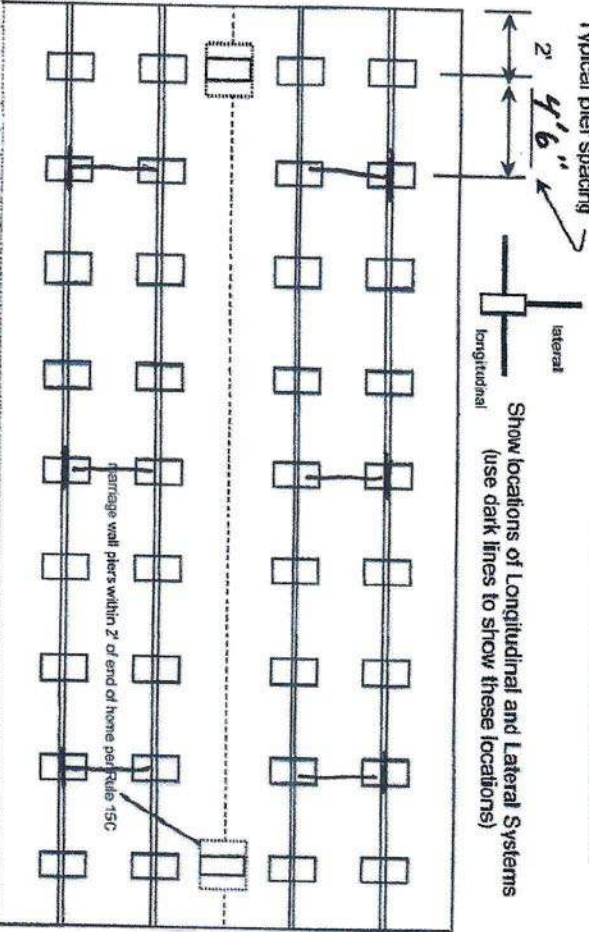 Typical pier spacing
2'
4'6"
lateral
longitudinal
Show locations of Longitudinal and Lateral Systems
(use dark lines to show these locations)
marriage wall piers within 2' of end of home per Rule 15C